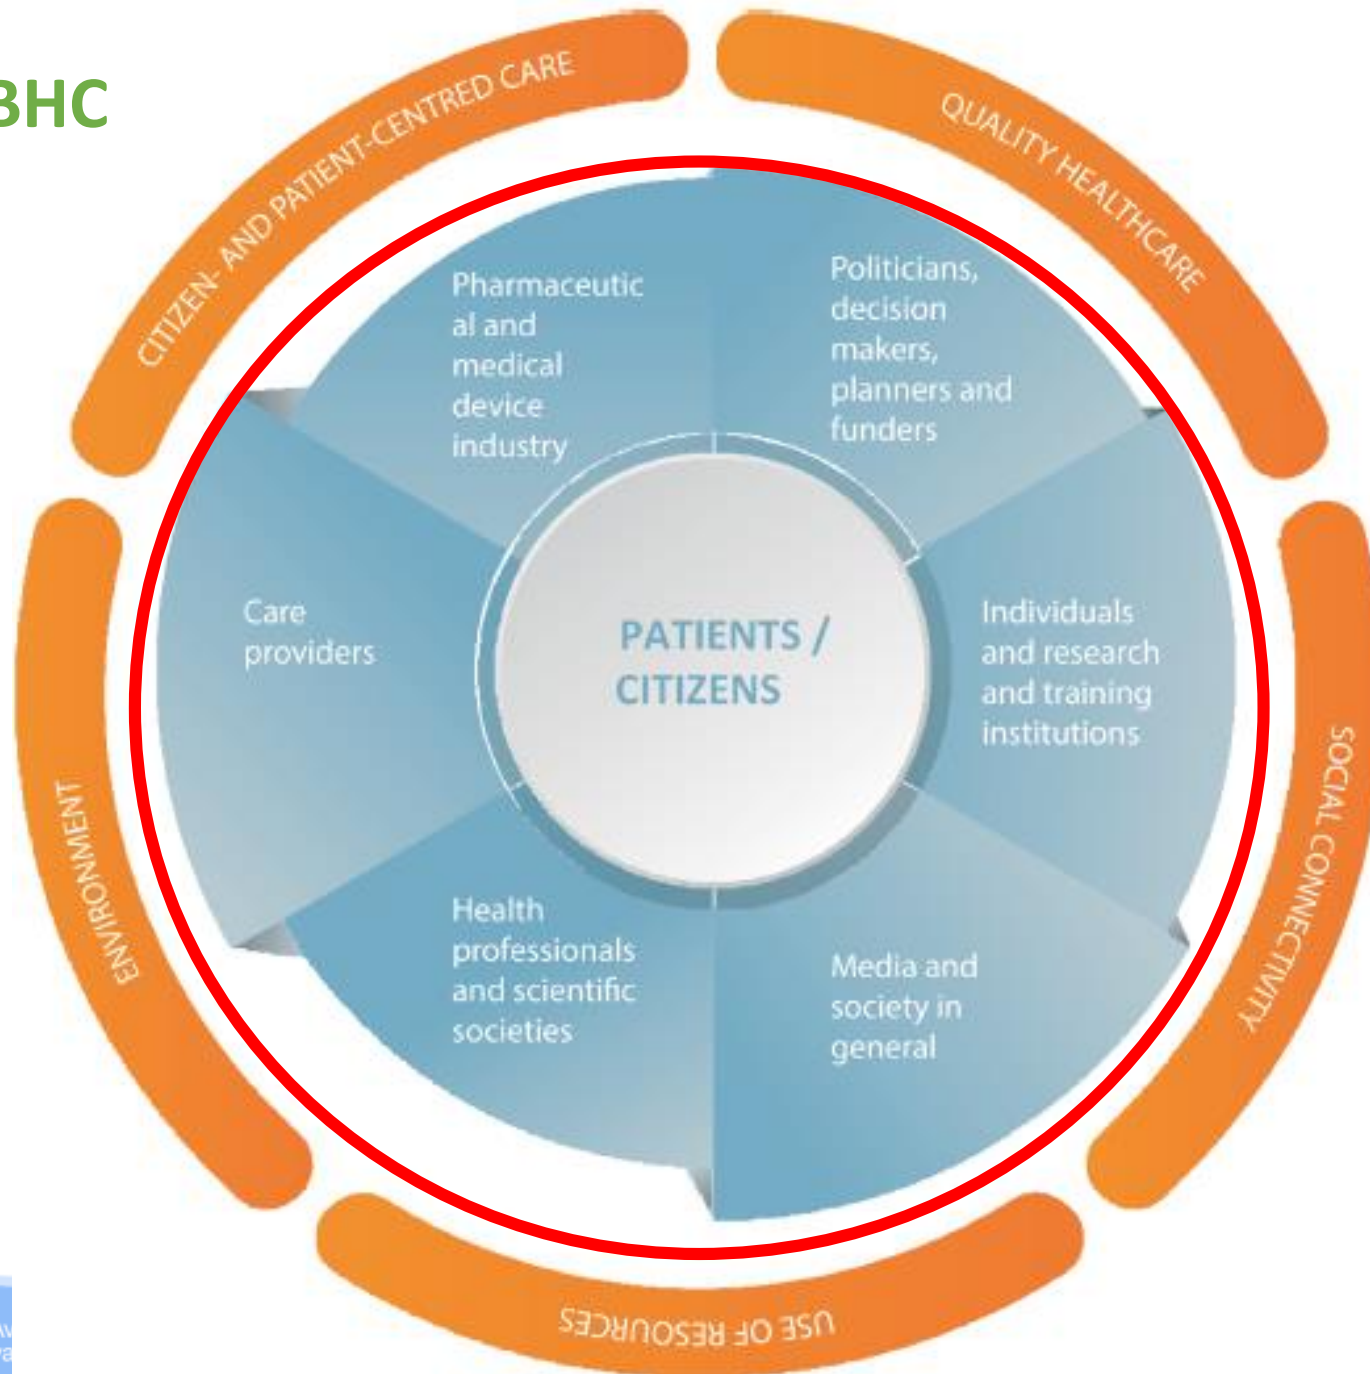 BHC
CITIZEN- AND PATIENT-CENTRED CARE
QUALITY HEALTHCARE
Pharmaceutic
al and
medical
device
industry
Politicians,
decision
makers,
planners and
funders
Care
providers
PATIENTS /
CITIZENS
Individuals
and research
and training
institutions
Health
professionals
and scientific
societies
Media and
society in
general
ENVIRONMENT
SOCIAL CONNECTIVITY
USE OF RESOURCES